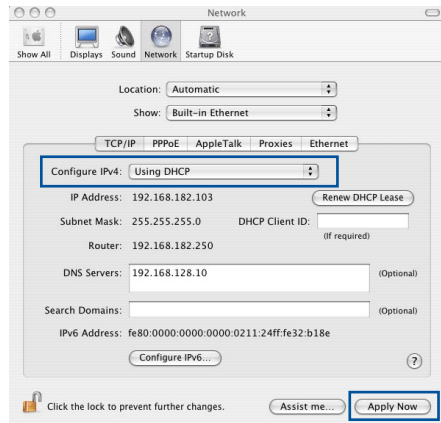 Network
Show All Displays Sound Network Startup Disk
Location: Automatic
Show: Built-in Ethernet
TCP/IP PPPoE AppleTalk Proxies Ethernet
Configure IPv4: Using DHCP
IP Address: 192.168.182.103 Renew DHCP Lease
Subnet Mask: 255.255.255.0 DHCP Client ID:
(If required)
Router: 192.168.182.250
DNS Servers: 192.168.128.10 (Optional)
Search Domains: (Optional)
IPv6 Address: fe80:0000:0000:0000:0211:24ff:fe32:b18e
Configure IPv6... ?
Click the lock to prevent further changes. Assist me... Apply Now